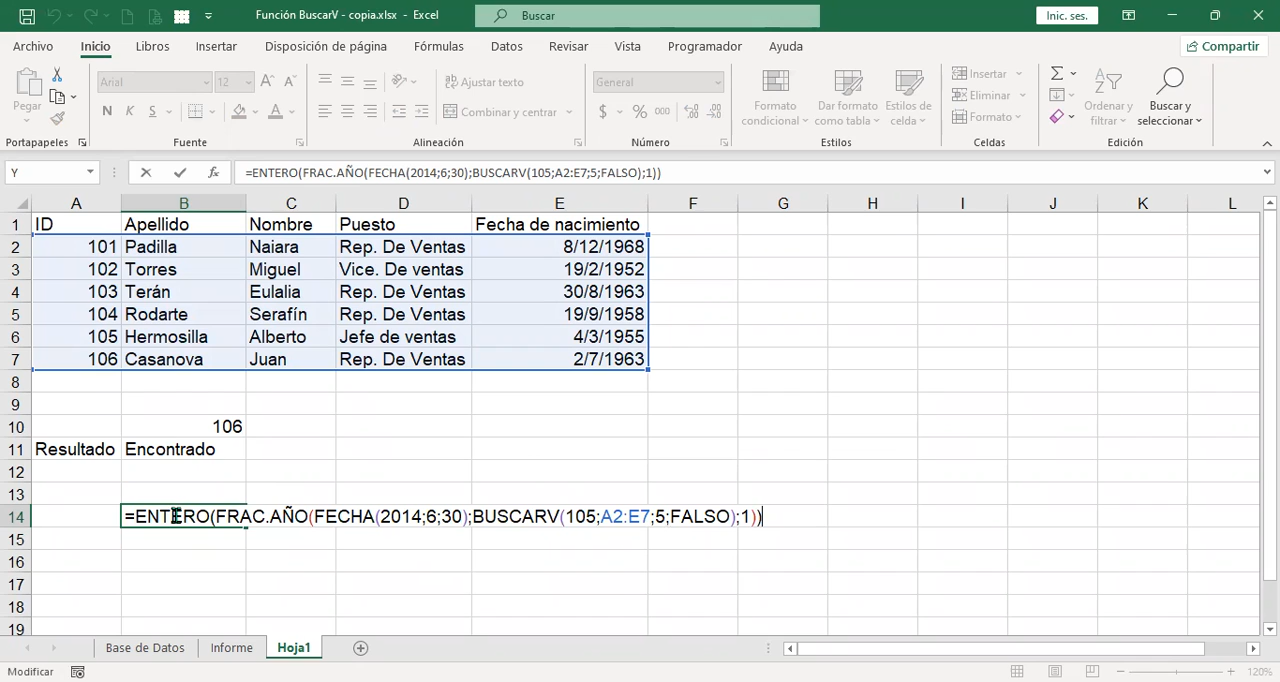 Función BuscarV - copia.xlsx - Excel
Buscar
Inic. ses.
Archivo Inicio Libros Insertar Disposición de página Fórmulas Datos Revisar Vista Programador Ayuda Compartir
Pegar
Arial 12
N K S
Ajustar texto
Combinar y centrar
General
$ % 000
Formato condicional
Dar formato como tabla
Estilos de celda
Insertar
Eliminar
Formato
Ordenar y filtrar
Buscar y seleccionar
Portapapeles Fuente Alineación Número Estilos Celdas Edición
Y =ENTERO(FRAC.AÑO(FECHA(2014;6;30);BUSCARV(105;A2:E7;5;FALSO);1))
A B C D E F G H I J K L
1 ID Apellido Nombre Puesto Fecha de nacimiento
2 101 Padilla Naiara Rep. De Ventas 8/12/1968
3 102 Torres Miguel Vice. De ventas 19/2/1952
4 103 Terán Eulalia Rep. De Ventas 30/8/1963
5 104 Rodarte Serafín Rep. De Ventas 19/9/1958
6 105 Hermosilla Alberto Jefe de ventas 4/3/1955
7 106 Casanova Juan Rep. De Ventas 2/7/1963
8
9
10 106
11 Resultado Encontrado
12
13
14 =ENTERO(FRAC.AÑO(FECHA(2014;6;30);BUSCARV(105;A2:E7;5;FALSO);1))
15
16
17
18
19
Base de Datos Informe Hoja1
Modificar 120%